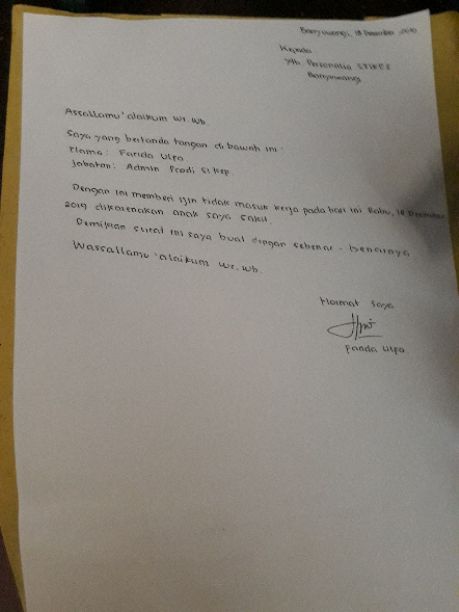 Banyuwangi, 18 Desember 2019
Kepada
Yth. Personalia STIKES
Banyuwangi
Assallamu'alaikum wr. wb.
Saya yang bertanda tangan di bawah ini :
Nama : Farida Ulfa
Jabatan : Admin Prodi S1 Kep.
Dengan ini memberi ijin tidak masuk kerja pada hari ini Rabu, 18 Desember
2019 dikarenakan anak saya sakit.
Demikian surat ini saya buat dengan sebenar - benarnya
Wassallamu 'alaikum wr. wb.
Hormat saya
Farida Ulfa